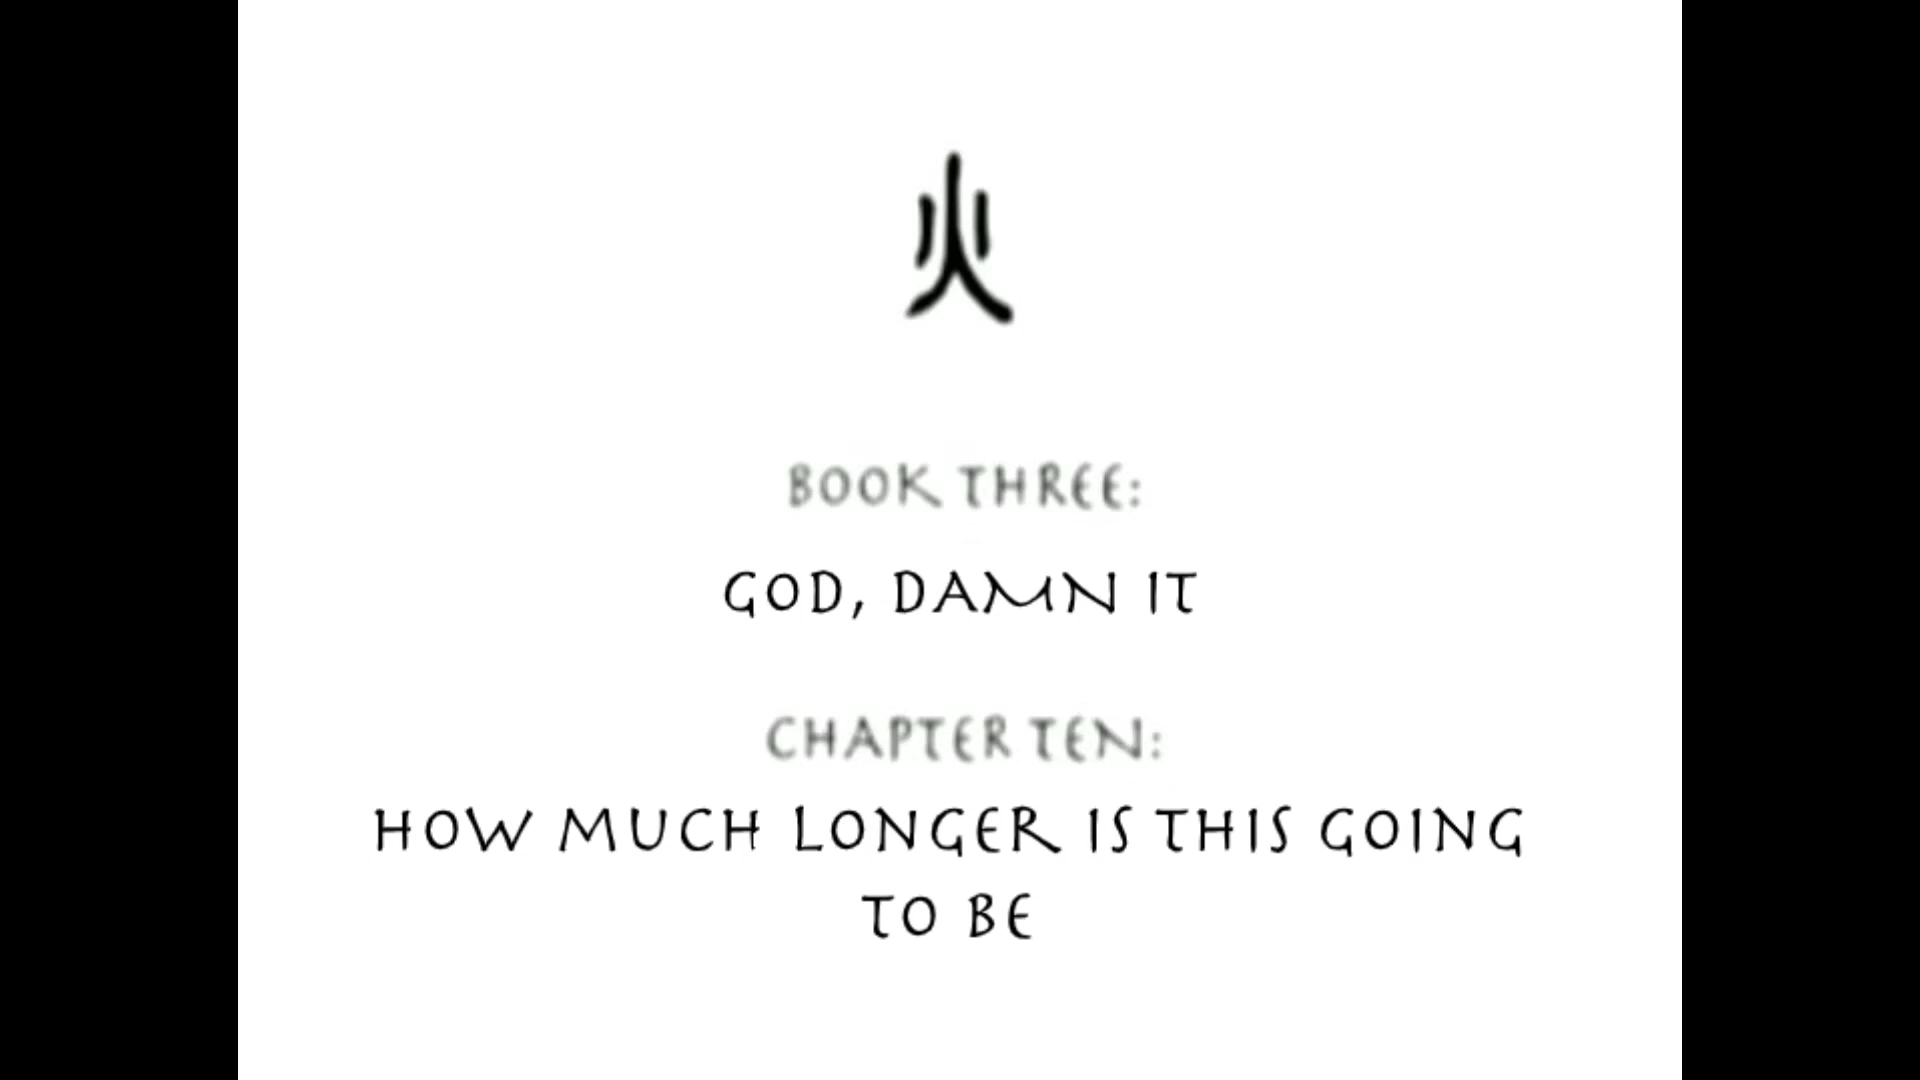 火
BOOK THREE:
GOD, DAMN IT
CHAPTER TEN:
HOW MUCH LONGER IS THIS GOING
TO BE